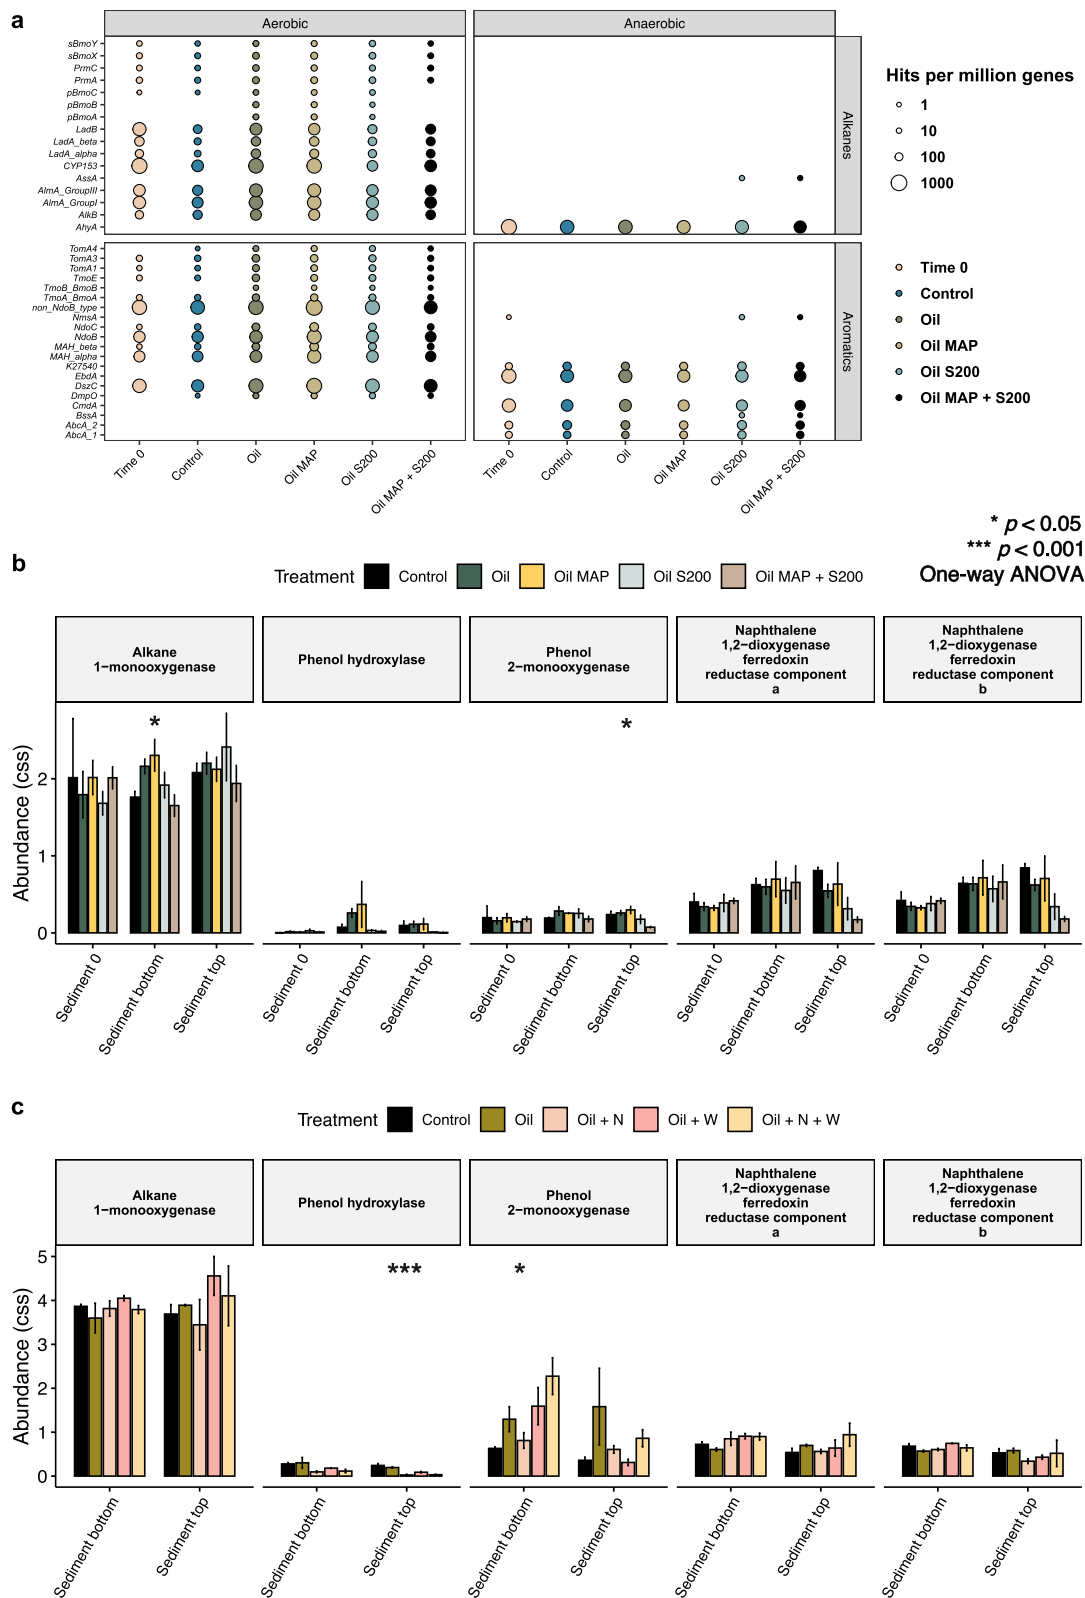 a
Aerobic
Anaerobic
sBmoY
sBmoX
PrmC
PrmA
pBmoC
pBmoB
pBmoA
LadB
LadA_beta
LadA_alpha
CYP153
AssA
AlmA_GroupIII
AlmA_GroupI
AlkB
AhyA
Alkanes
TomA4
TomA3
TomA1
TmoE
TmoB_BmoB
TmoA_BmoA
non_NdoB_type
NmsA
NdoC
NdoB
MAH_beta
MAH_alpha
K27540
EbdA
DszC
DmpO
CmdA
BssA
AbcA_2
AbcA_1
Aromatics
Time 0
Control
Oil
Oil MAP
Oil S200
Oil MAP + S200
Time 0
Control
Oil
Oil MAP
Oil S200
Oil MAP + S200
Hits per million genes
1
10
100
1000
Time 0
Control
Oil
Oil MAP
Oil S200
Oil MAP + S200
* p < 0.05
*** p < 0.001
One-way ANOVA
b
Treatment Control Oil Oil MAP Oil S200 Oil MAP + S200
Alkane
1−monooxygenase
Phenol hydroxylase
Phenol
2−monooxygenase
Naphthalene
1,2−dioxygenase
ferredoxin
reductase component
a
Naphthalene
1,2−dioxygenase
ferredoxin
reductase component
b
Abundance (css)
2
1
0
*
*
Sediment 0
Sediment bottom
Sediment top
Sediment 0
Sediment bottom
Sediment top
Sediment 0
Sediment bottom
Sediment top
Sediment 0
Sediment bottom
Sediment top
Sediment 0
Sediment bottom
Sediment top
c
Treatment Control Oil Oil + N Oil + W Oil + N + W
Alkane
1−monooxygenase
Phenol hydroxylase
Phenol
2−monooxygenase
Naphthalene
1,2−dioxygenase
ferredoxin
reductase component
a
Naphthalene
1,2−dioxygenase
ferredoxin
reductase component
b
Abundance (css)
5
4
3
2
1
0
***
*
Sediment bottom
Sediment top
Sediment bottom
Sediment top
Sediment bottom
Sediment top
Sediment bottom
Sediment top
Sediment bottom
Sediment top